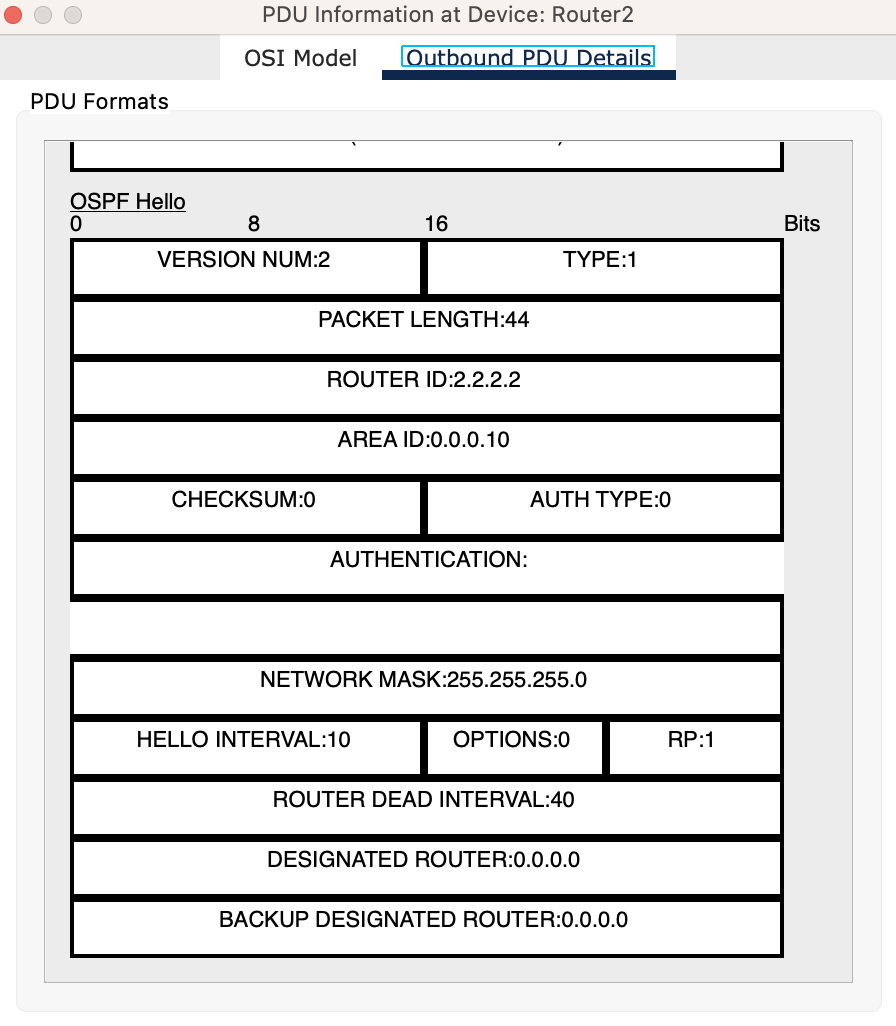 PDU Information at Device: Router2
OSI Model Outbound PDU Details
PDU Formats
OSPF Hello
0 8 16 Bits
VERSION NUM:2 TYPE:1
PACKET LENGTH:44
ROUTER ID:2.2.2.2
AREA ID:0.0.0.10
CHECKSUM:0 AUTH TYPE:0
AUTHENTICATION:
NETWORK MASK:255.255.255.0
HELLO INTERVAL:10 OPTIONS:0 RP:1
ROUTER DEAD INTERVAL:40
DESIGNATED ROUTER:0.0.0.0
BACKUP DESIGNATED ROUTER:0.0.0.0